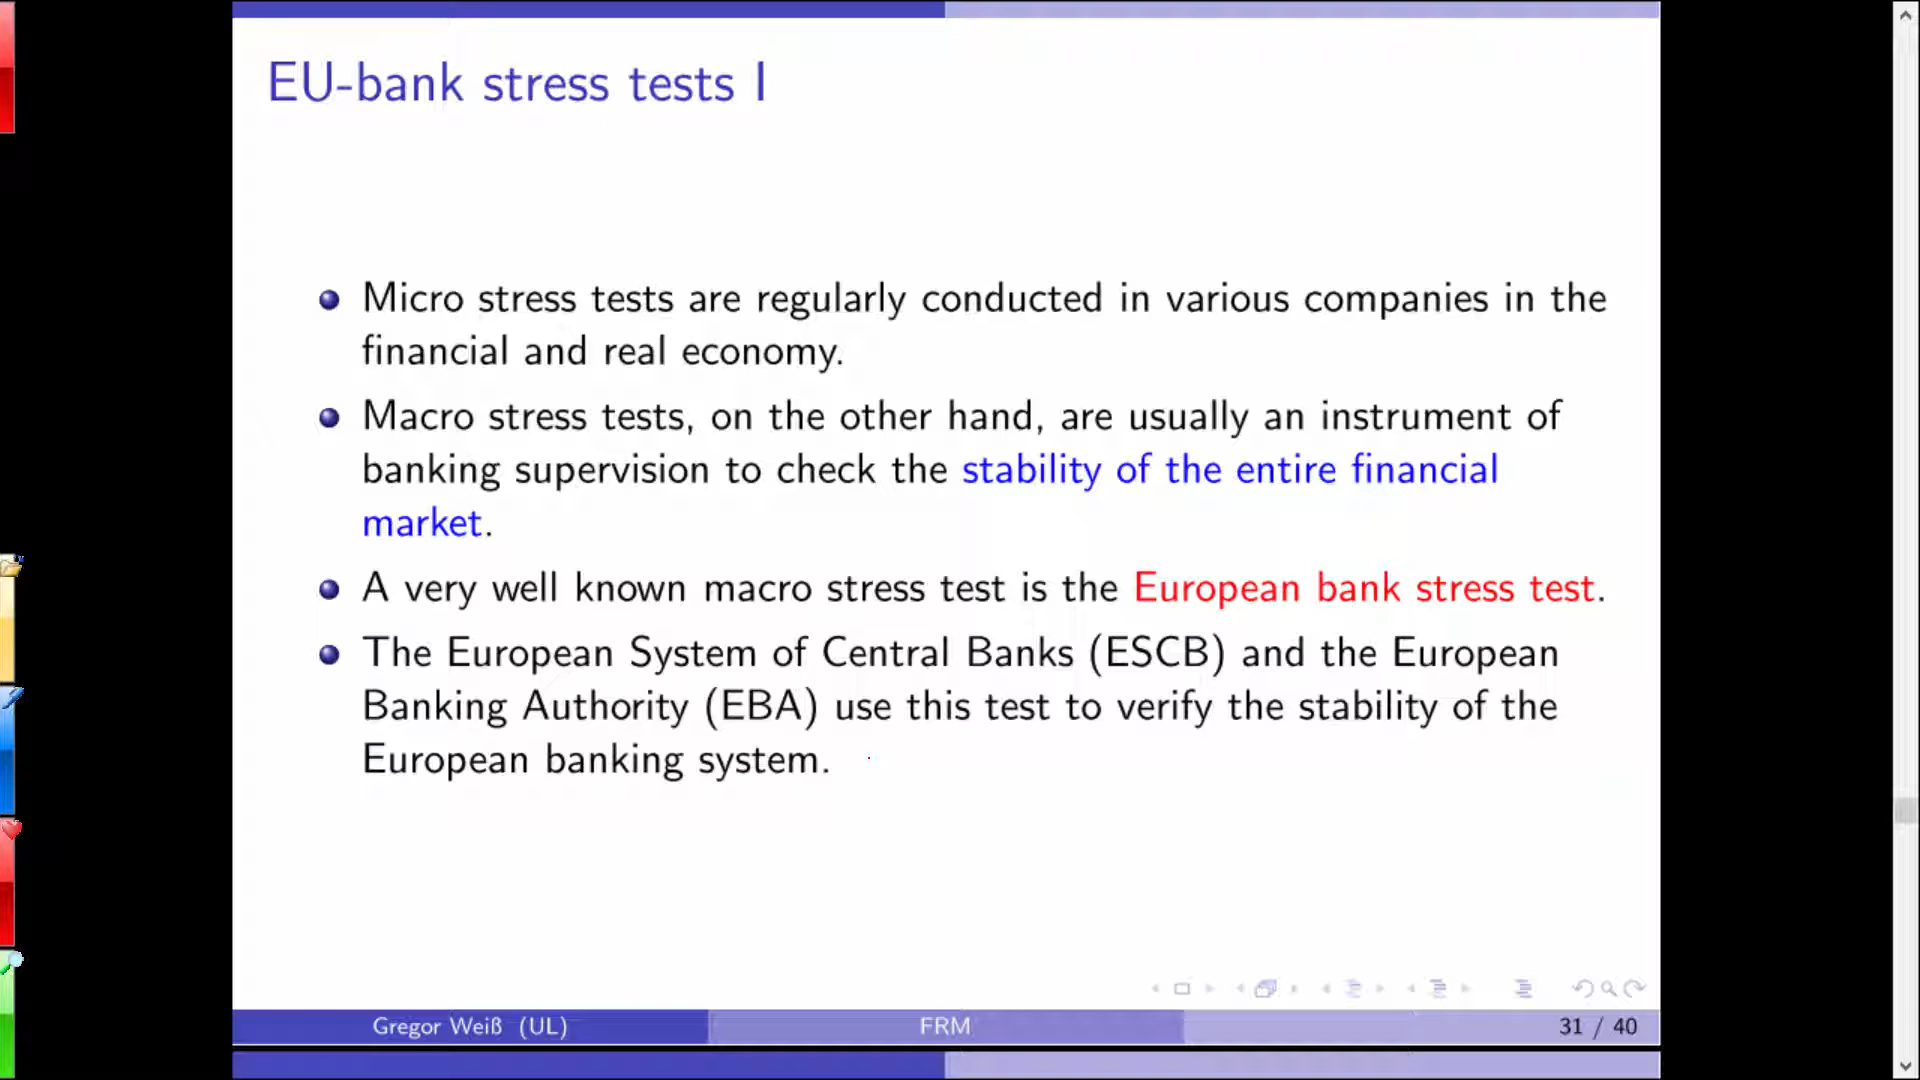 EU-bank stress tests I
Micro stress tests are regularly conducted in various companies in the
financial and real economy.
Macro stress tests, on the other hand, are usually an instrument of
banking supervision to check the stability of the entire financial
market.
A very well known macro stress test is the European bank stress test.
The European System of Central Banks (ESCB) and the European
Banking Authority (EBA) use this test to verify the stability of the
European banking system.
Gregor Weiß (UL) FRM 31 / 40